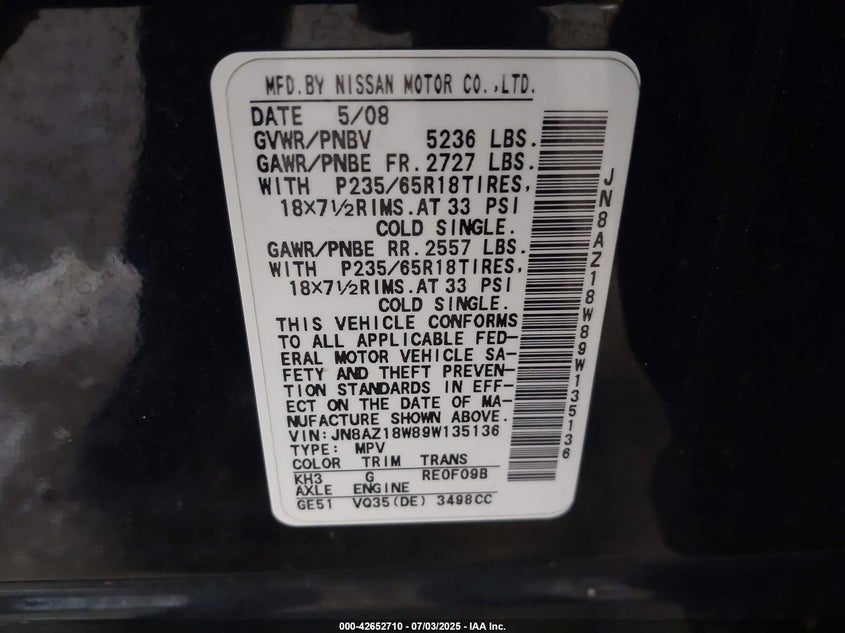 MFD.BY NISSAN MOTOR CO.,LTD.
DATE 5/08
GVWR/PNBV 5236 LBS.
GAWR/PNBE FR. 2727 LBS.
WITH P235/65R18TIRES,
18×7½RIMS.AT 33 PSI
COLD SINGLE.
GAWR/PNBE RR. 2557 LBS.
WITH P235/65R18TIRES,
18×7½RIMS.AT 33 PSI
COLD SINGLE.
THIS VEHICLE CONFORMS
TO ALL APPLICABLE FED-
ERAL MOTOR VEHICLE SA-
FETY AND THEFT PREVEN-
TION STANDARDS IN EFF-
ECT ON THE DATE OF MA-
NUFACTURE SHOWN ABOVE.
VIN:JN8AZ18W89W135136
TYPE: MPV
COLOR TRIM TRANS
KH3 G RE0F09B
AXLE ENGINE
GE51 VQ35(DE) 3498CC
JN8AZ18W89W135136
000-42652710 - 07/03/2025 - IAA Inc.